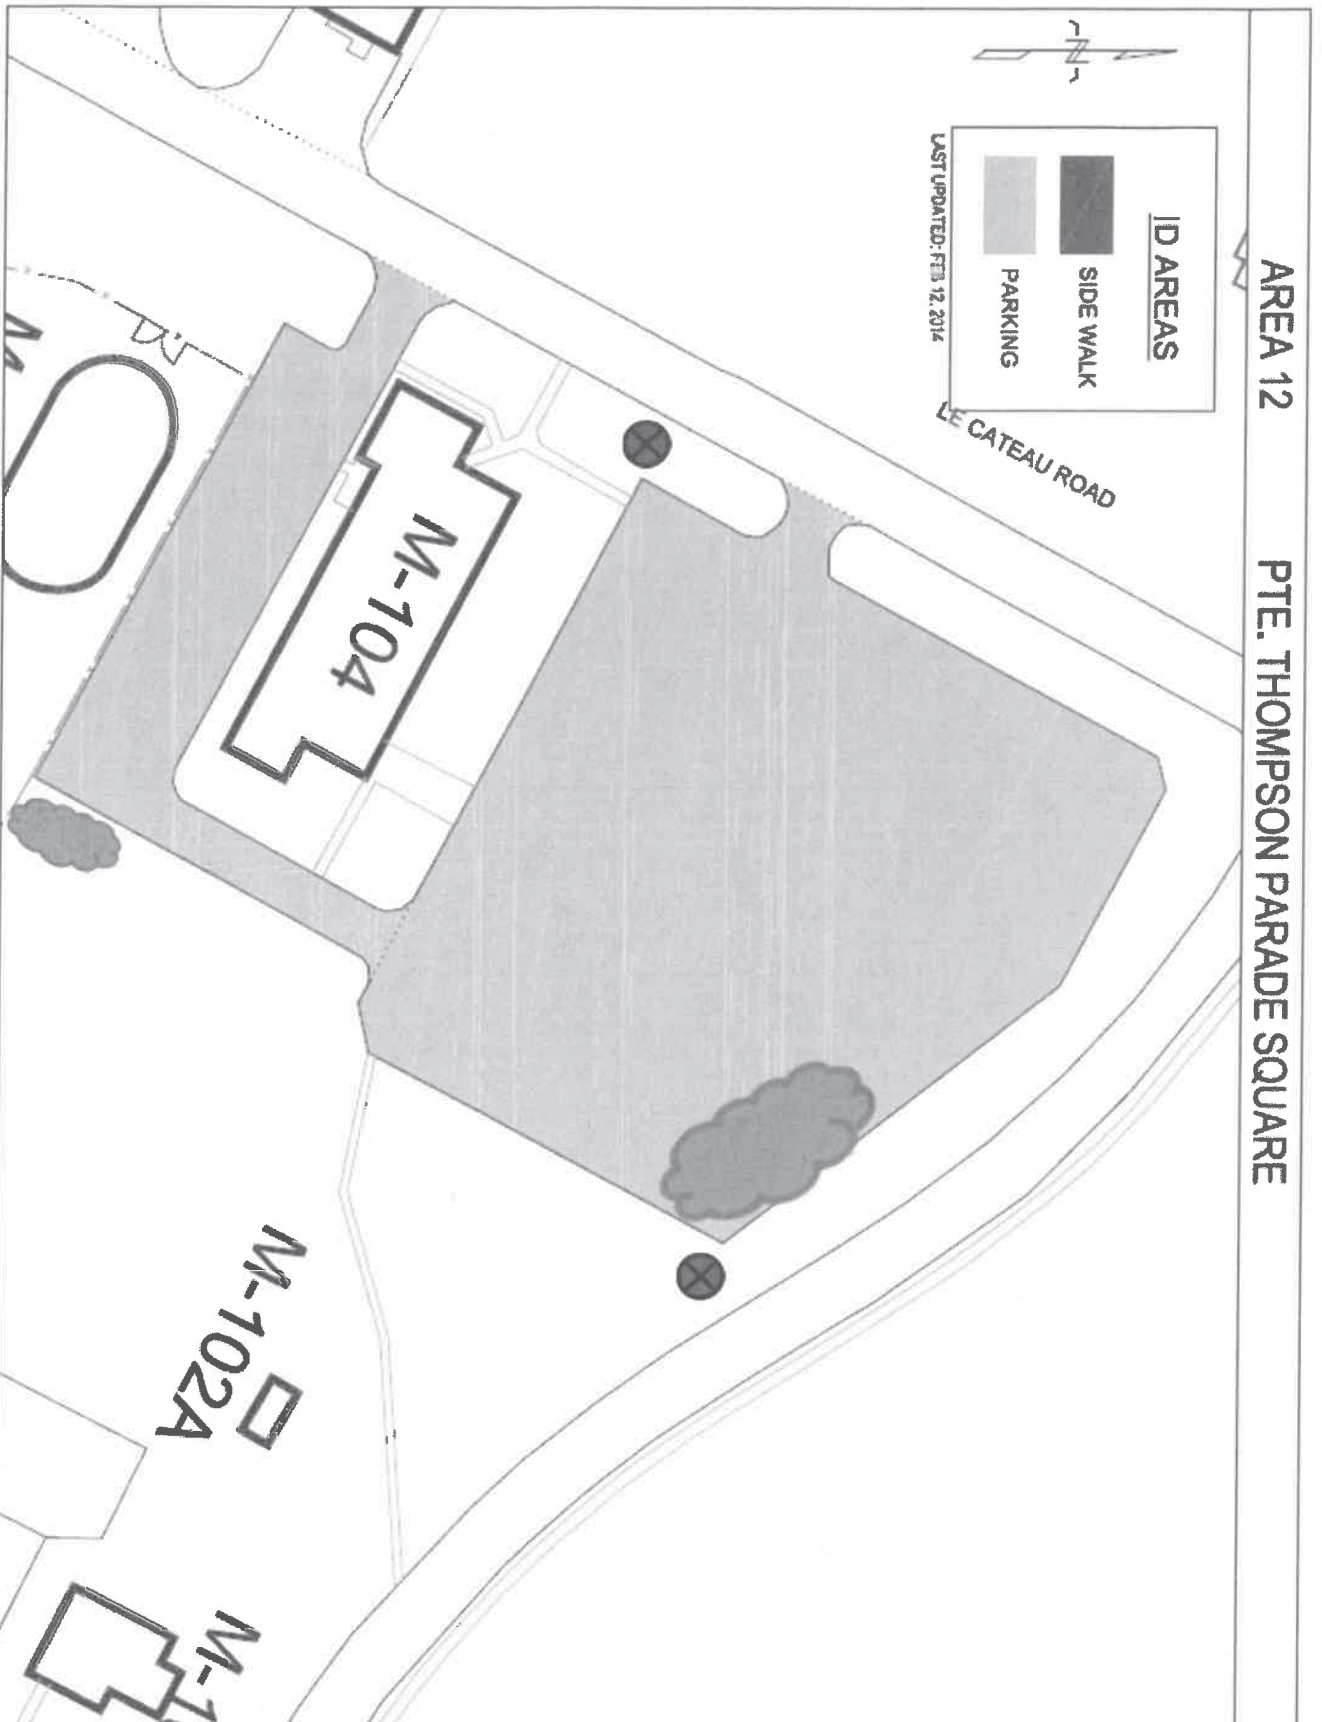 AREA 12 PTE. THOMPSON PARADE SQUARE
N
ID AREAS
SIDE WALK
PARKING
LAST UPDATED: FEB 12, 2014
LE CATEAU ROAD
M-104
M
M-102A
M-1